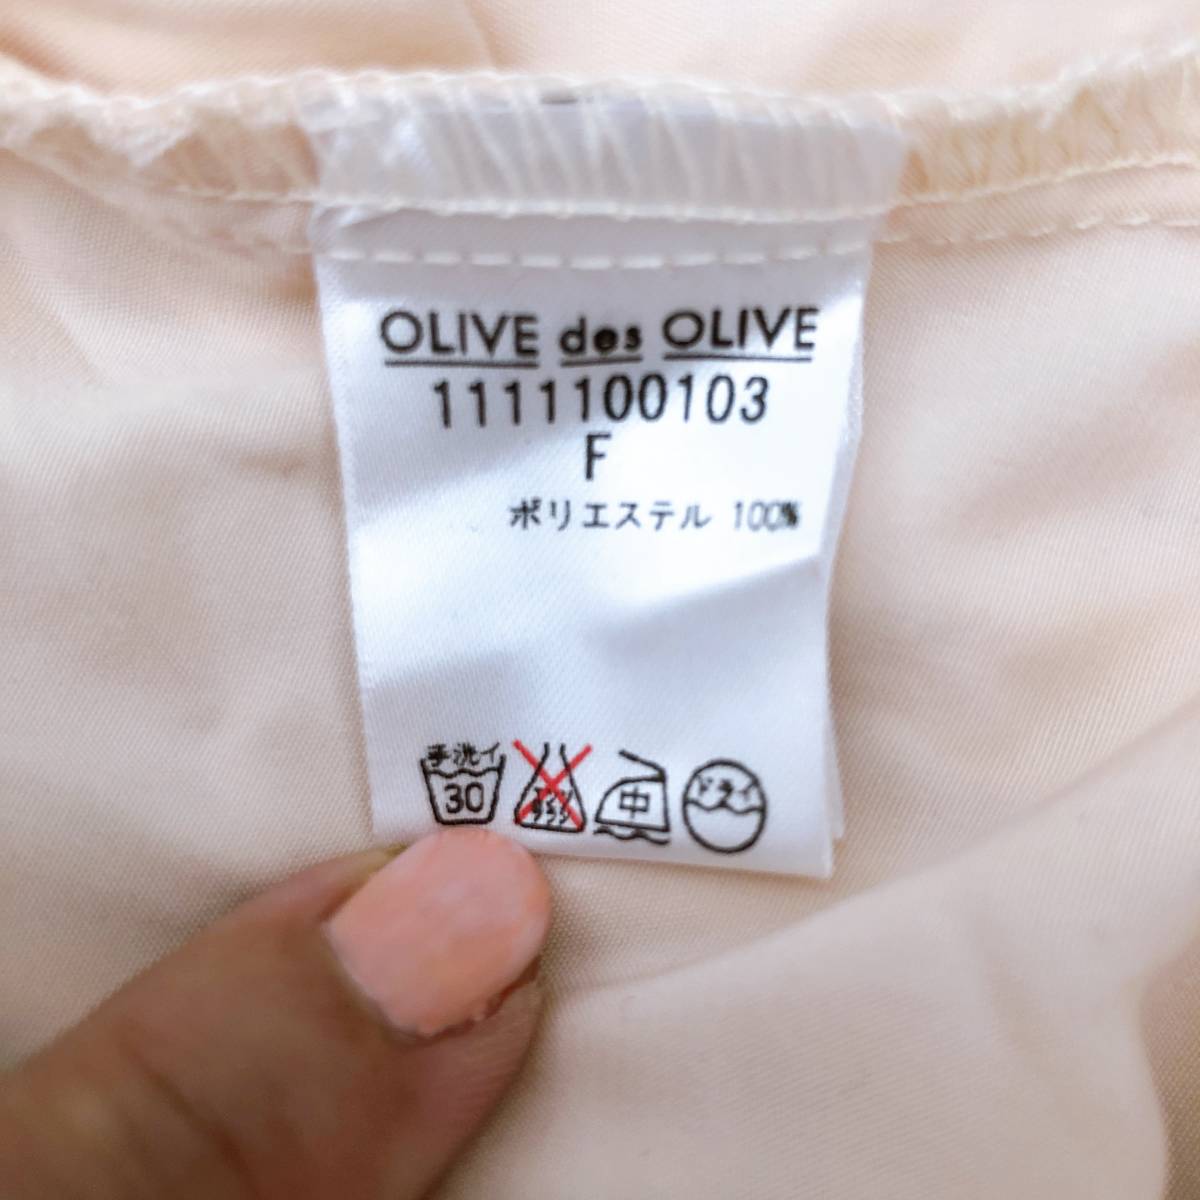 OLIVE des OLIVE
1111100103
F
ポリエステル 100%
手洗イ
30
中
ドライ